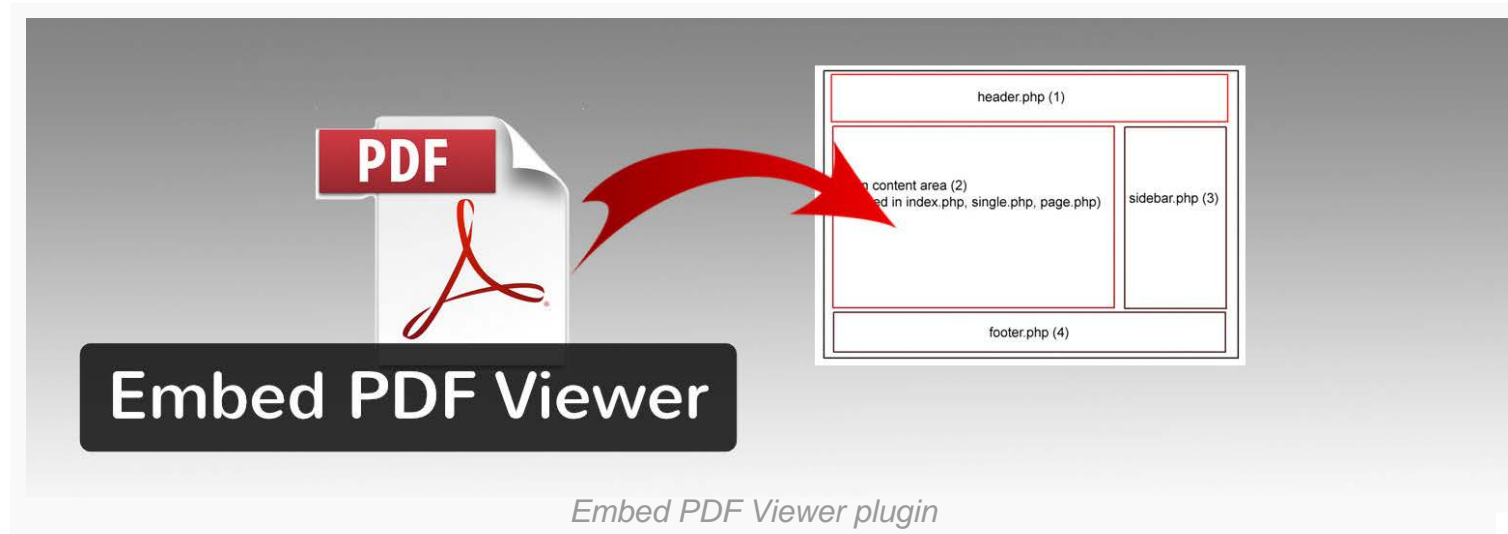 PDF
header.php (1)
content area (2)
in index.php, single.php, page.php)
sidebar.php (3)
footer.php (4)
Embed PDF Viewer
Embed PDF Viewer plugin